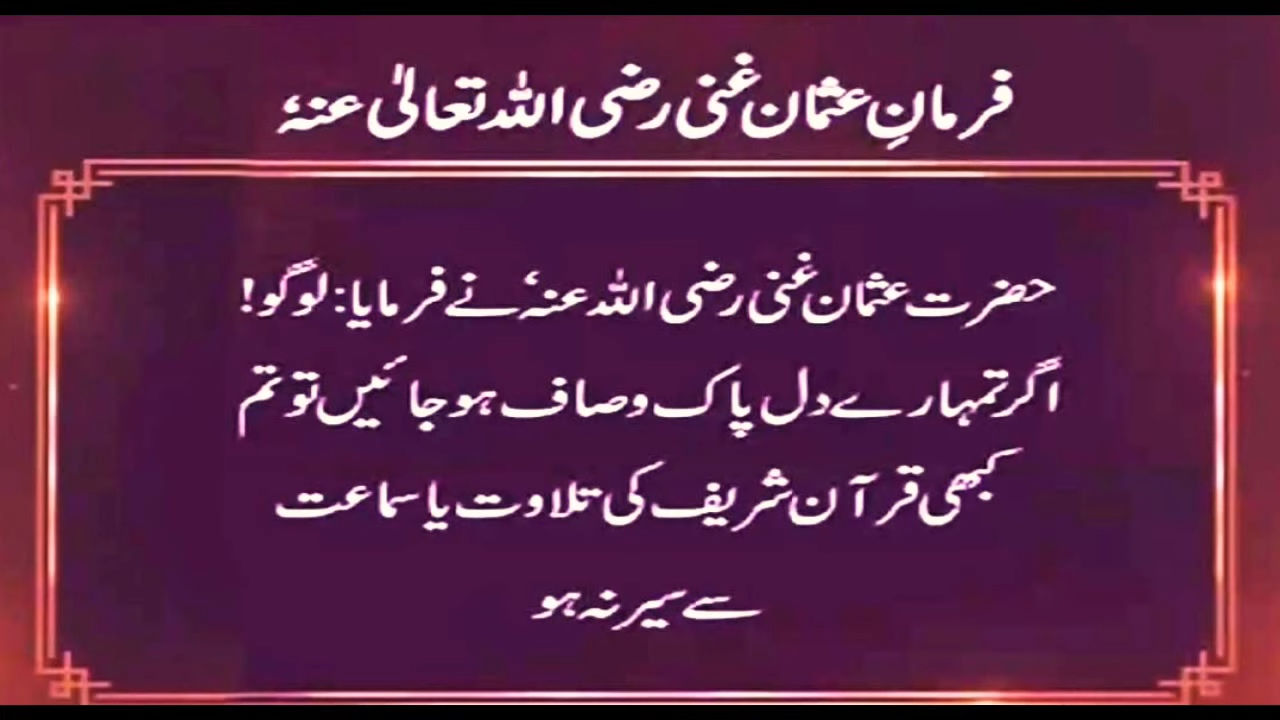 فرمانِ عثمان غنی رضی اللہ تعالیٰ عنہٗ
حضرت عثمان غنی رضی اللہ عنہٗ نے فرمایا: لوگو!
اگر تمہارے دل پاک و صاف ہو جائیں تو تم
کبھی قرآن شریف کی تلاوت یا سماعت
سے سیر نہ ہو